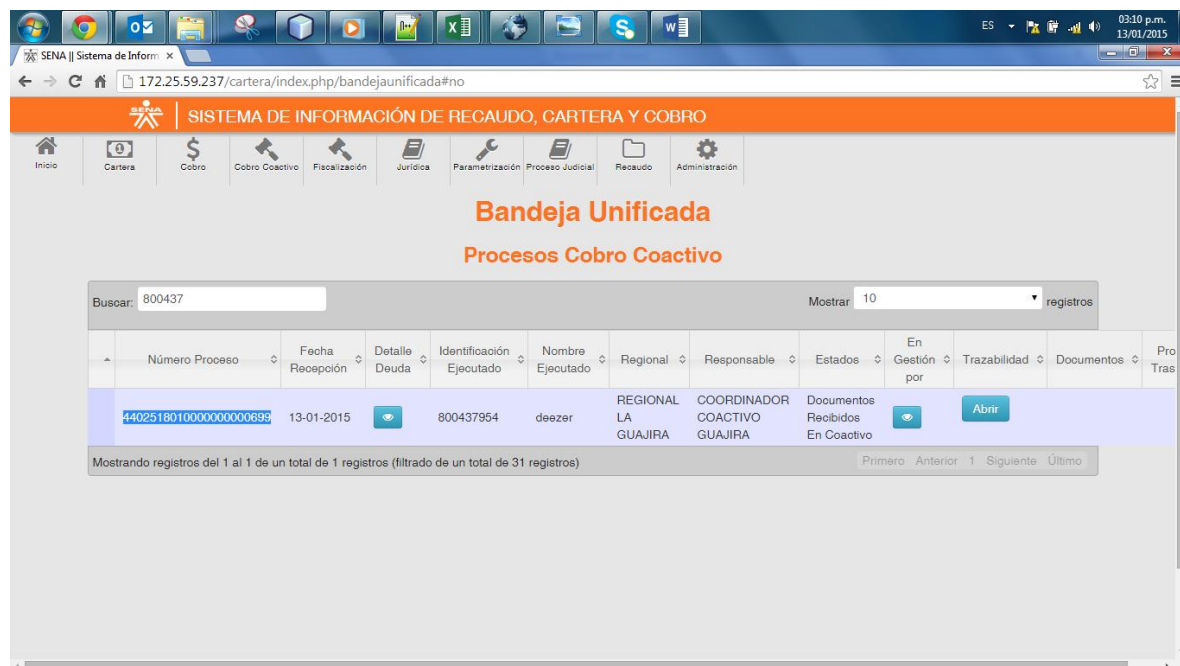 ES
03:10 p.m.
13/01/2015
SENA || Sistema de Inform
172.25.59.237/cartera/index.php/bandejaunificada#no
SENA
SISTEMA DE INFORMACIÓN DE RECAUDO, CARTERA Y COBRO
Inicio
Cartera
Cobro
Cobro Coactivo
Fiscalización
Jurídica
Parametrización
Proceso Judicial
Recaudo
Administración
Bandeja Unificada
Procesos Cobro Coactivo
Buscar: 800437
Mostrar 10 registros
Número Proceso
Fecha
Recepción
Detalle
Deuda
Identificación
Ejecutado
Nombre
Ejecutado
Regional
Responsable
Estados
En
Gestión
por
Trazabilidad
Documentos
Pro
Tras
4402518010000000000699
13-01-2015
800437954
deezer
REGIONAL
LA
GUAJIRA
COORDINADOR
COACTIVO
GUAJIRA
Documentos
Recibidos
En Coactivo
Abrir
Mostrando registros del 1 al 1 de un total de 1 registros (filtrado de un total de 31 registros)
Primero Anterior 1 Siguiente Último